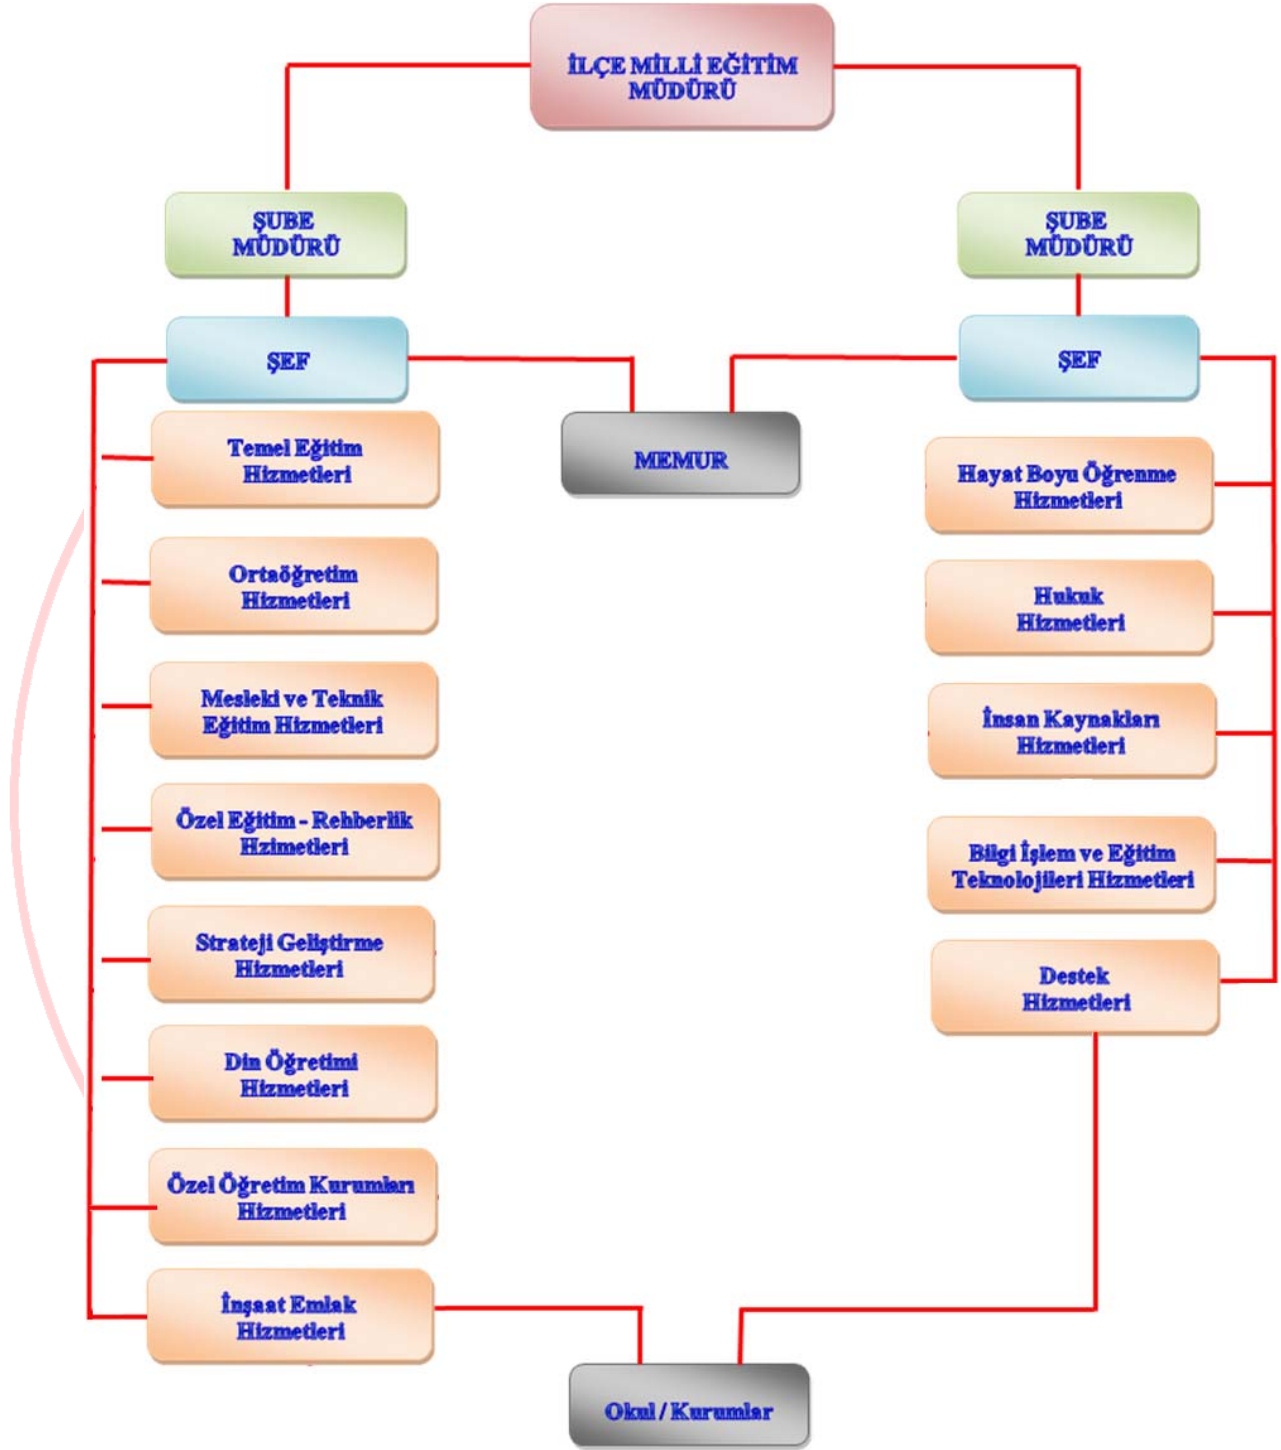 İLÇE MİLLİ EĞİTİM
MÜDÜRÜ
ŞUBE
MÜDÜRÜ
ŞUBE
MÜDÜRÜ
ŞEF
ŞEF
MEMUR
Temel Eğitim
Hizmetleri
Ortaöğretim
Hizmetleri
Mesleki ve Teknik
Eğitim Hizmetleri
Özel Eğitim - Rehberlik
Hzimetleri
Strateji Geliştirme
Hizmetleri
Din Öğretimi
Hizmetleri
Özel Öğretim Kurumları
Hizmetleri
İnşaat Emlak
Hizmetleri
Hayat Boyu Öğrenme
Hizmetleri
Hukuk
Hizmetleri
İnsan Kaynakları
Hizmetleri
Bilgi İşlem ve Eğitim
Teknolojileri Hizmetleri
Destek
Hizmetleri
Okul / Kurumlar